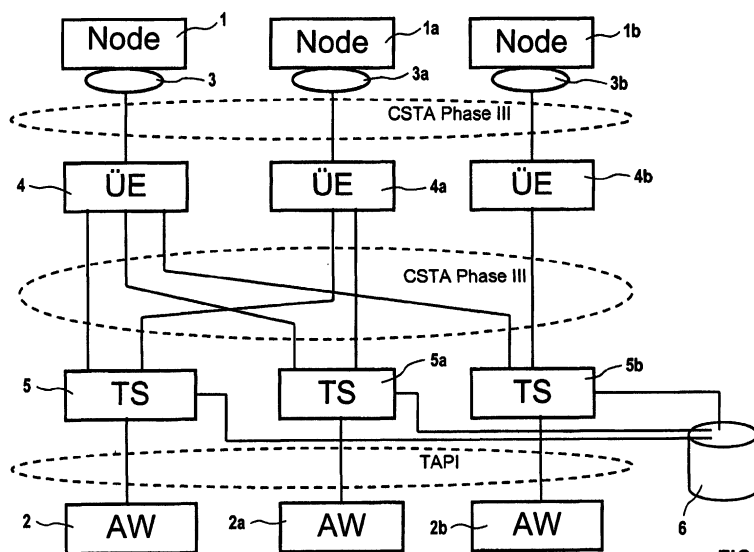 Node 1
Node 1a
Node 1b
3
3a
3b
CSTA Phase III
4 ÜE
ÜE 4a
ÜE 4b
CSTA Phase III
5 TS
TS 5a
TS 5b
TAPI
6
2 AW
2a AW
2b AW